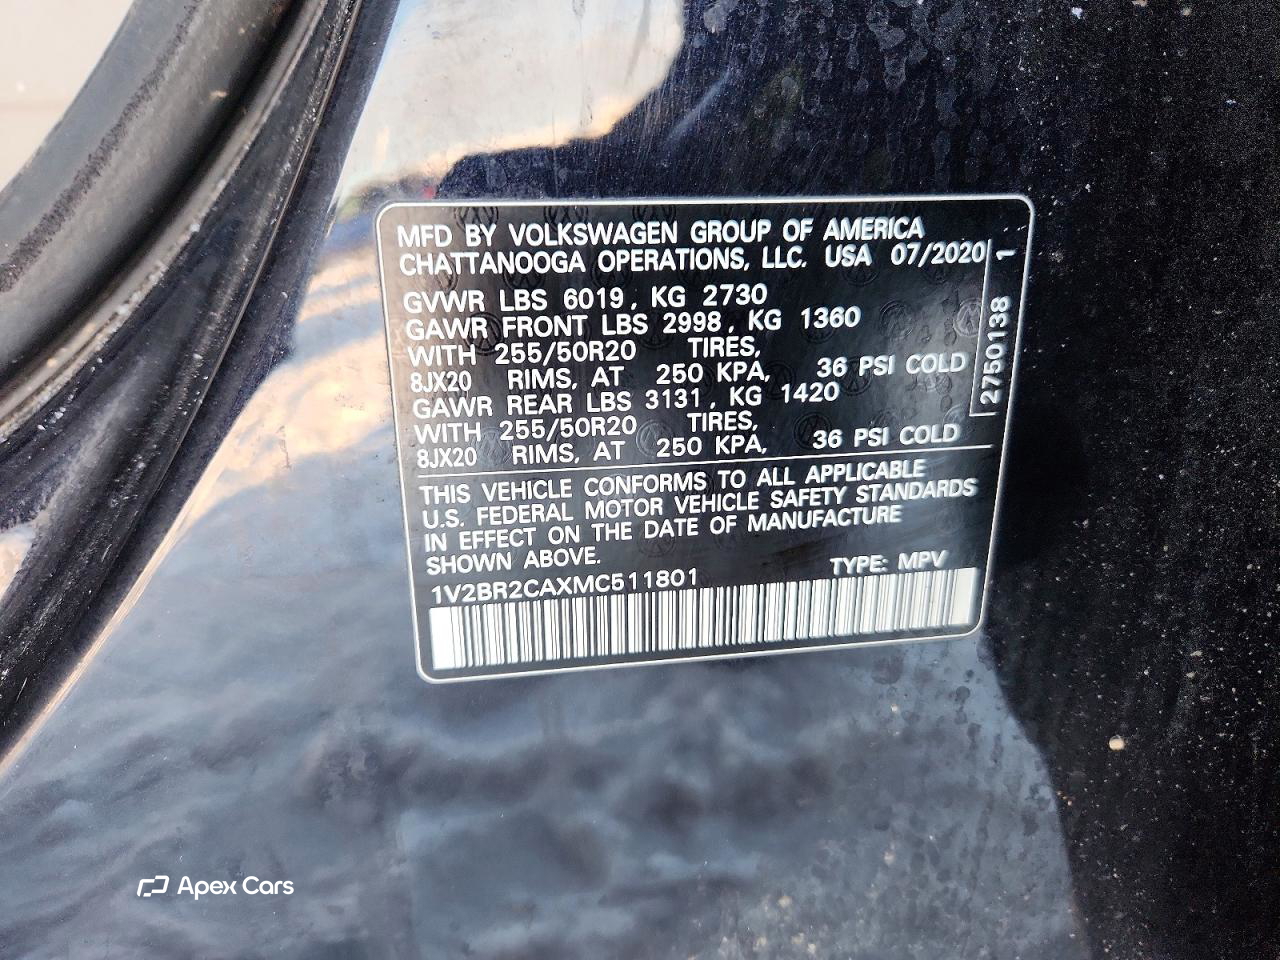 MFD BY VOLKSWAGEN GROUP OF AMERICA
CHATTANOOGA OPERATIONS, LLC. USA 07/2020
GVWR LBS 6019, KG 2730
GAWR FRONT LBS 2998, KG 1360
WITH 255/50R20 TIRES,
8JX20 RIMS, AT 250 KPA, 36 PSI COLD
GAWR REAR LBS 3131, KG 1420
WITH 255/50R20 TIRES,
8JX20 RIMS, AT 250 KPA, 36 PSI COLD
2750138 1
THIS VEHICLE CONFORMS TO ALL APPLICABLE
U.S. FEDERAL MOTOR VEHICLE SAFETY STANDARDS
IN EFFECT ON THE DATE OF MANUFACTURE
SHOWN ABOVE.
1V2BR2CAXMC511801 TYPE: MPV
Apex Cars